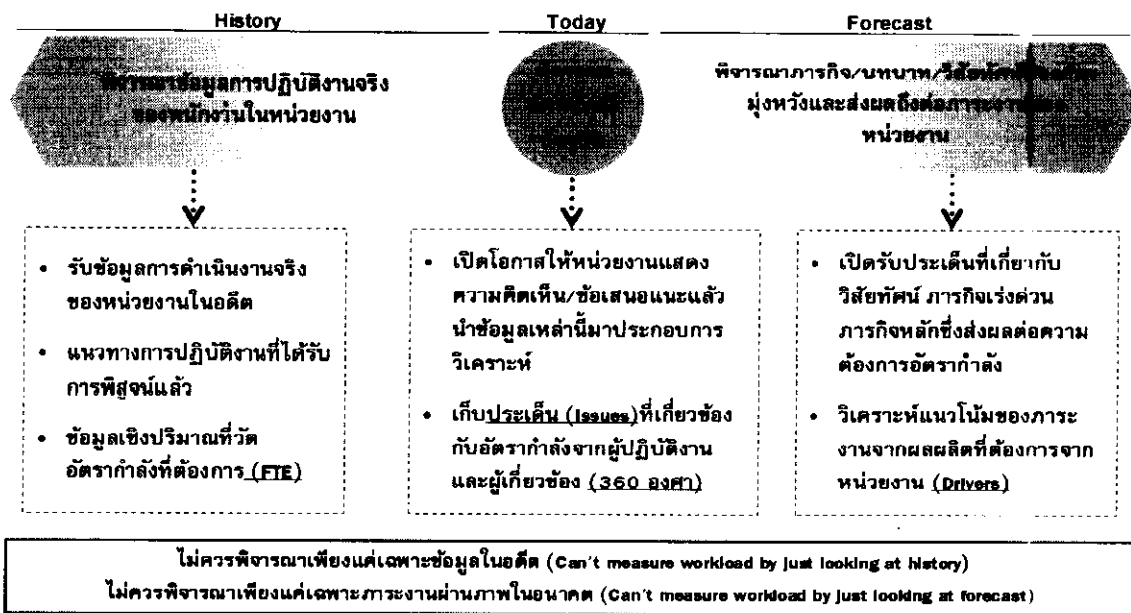 History
Today
Forecast
พิจารณาข้อมูลการปฏิบัติงานจริง
ของพนักงานในหน่วยงาน
พิจารณาภารกิจ/บทบาท/วิสัยทัศน์
มุ่งหวังและส่งผลถึงต่อภาระงาน
หน่วยงาน
• รับข้อมูลการดำเนินงานจริง
ของหน่วยงานในอดีต
• แนวทางการปฏิบัติงานที่ได้รับ
การพิสูจน์แล้ว
• ข้อมูลเชิงปริมาณที่วัด
อัตรากำลังที่ต้องการ (FTE)
• เปิดโอกาสให้หน่วยงานแสดง
ความคิดเห็น/ข้อเสนอแนะแล้ว
นำข้อมูลเหล่านี้มาประกอบการ
วิเคราะห์
• เก็บประเด็น (Issues)ที่เกี่ยวข้อง
กับอัตรากำลังจากผู้ปฏิบัติงาน
และผู้เกี่ยวข้อง (360 องศา)
• เปิดรับประเด็นที่เกี่ยวกับ
วิสัยทัศน์ ภารกิจเร่งด่วน
ภารกิจหลักซึ่งส่งผลต่อความ
ต้องการอัตรากำลัง
• วิเคราะห์แนวโน้มของภาระ
งานจากผลผลิตที่ต้องการจาก
หน่วยงาน (Drivers)
ไม่ควรพิจารณาเพียงแค่เฉพาะข้อมูลในอดีต (Can't measure workload by just looking at history)
ไม่ควรพิจารณาเพียงแค่เฉพาะภาระงานผ่านภาพในอนาคต (Can't measure workload by just looking at forecast)